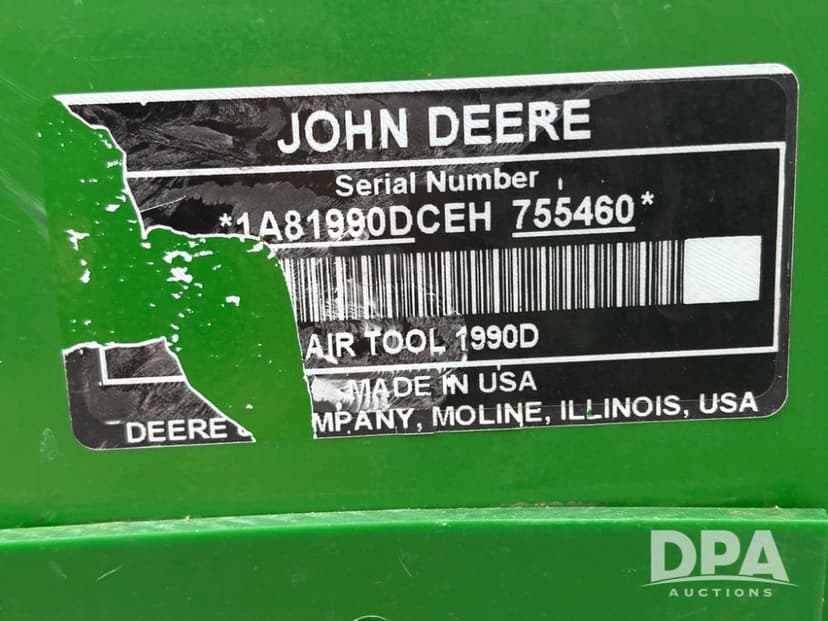 JOHN DEERE
Serial Number
*1A81990DCEH 755460*
AIR TOOL 1990D
MADE IN USA
DEERE MPANY, MOLINE, ILLINOIS, USA
DPA
AUCTIONS